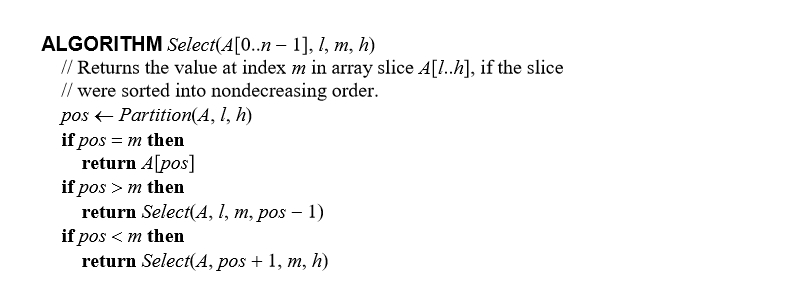 ALGORITHM Select(A[0..n – 1], l, m, h)
// Returns the value at index m in array slice A[l..h], if the slice
// were sorted into nondecreasing order.
pos ← Partition(A, l, h)
if pos = m then
return A[pos]
if pos > m then
return Select(A, l, m, pos – 1)
if pos < m then
return Select(A, pos + 1, m, h)